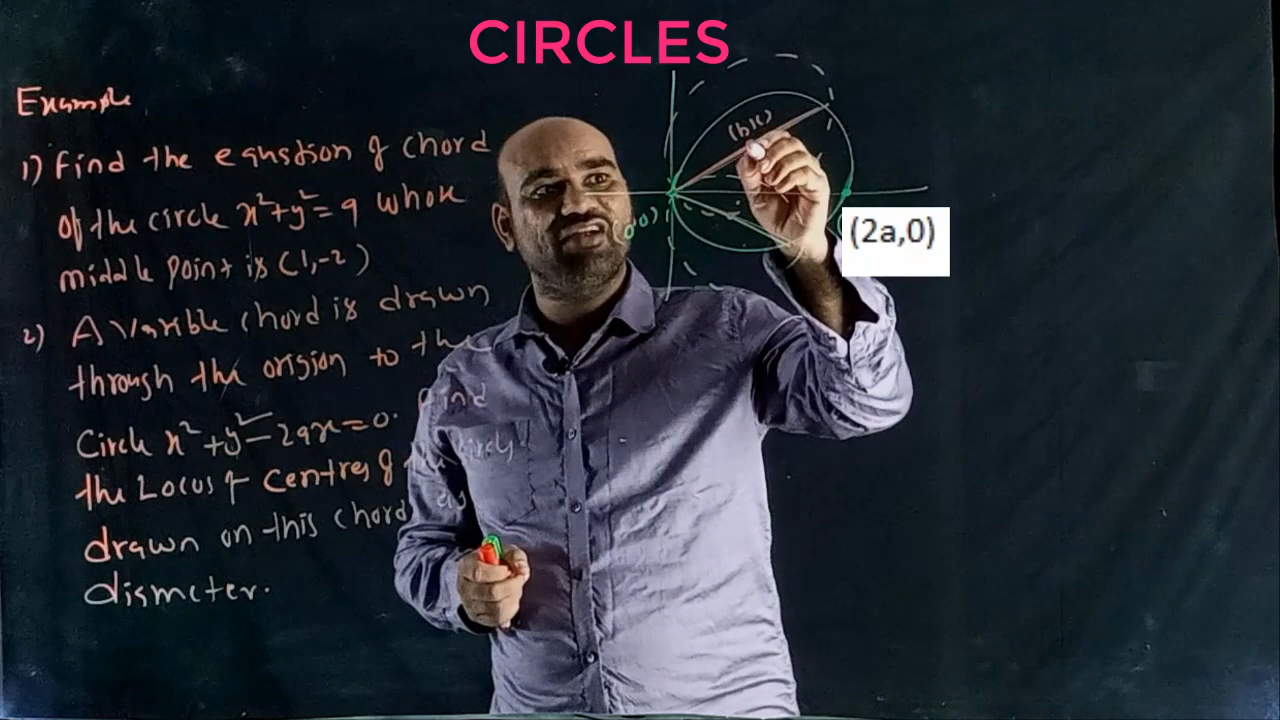 CIRCLES
Example
1) Find the equation of chord
of the circle x²+y²=9 whose
middle point is (1,-2)
2) A variable chord is drawn
through the origion to the
Circle x²+y²-2ax=0. Find
the Locus of centres of the circles
drawn on this chord as
diameter.
(h,k)
(0,0)
(2a,0)